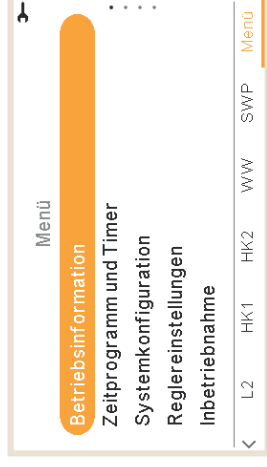 Menü
Betriebsinformation
Zeitprogramm und Timer
Systemkonfiguration
Reglereinstellungen
Inbetriebnahme
L2 HK1 HK2 WW SWP Menü